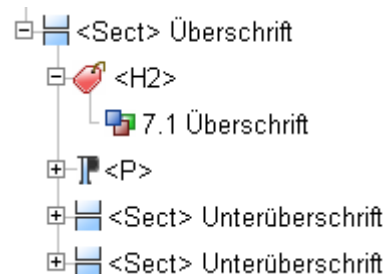 <Sect> Überschrift
<H2>
7.1 Überschrift
<P>
<Sect> Unterüberschrift
<Sect> Unterüberschrift